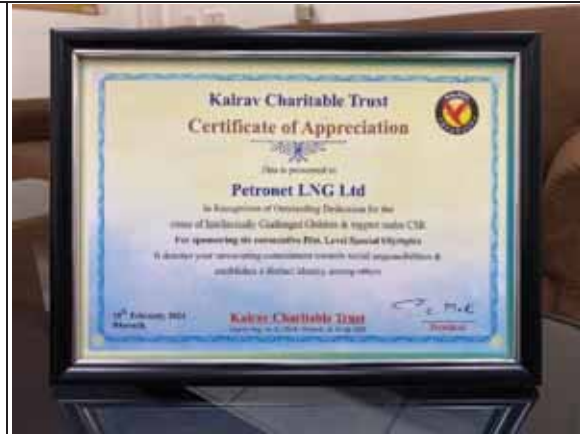 Kalrav Charitable Trust
Certificate of Appreciation
This is presented to
Petronet LNG Ltd
In Recognition of Outstanding Dedication for the
cause of Intellectually Challenged Children & support under CSR
For sponsoring six consecutive Dist. Level Special Olympics
It denotes your unwavering commitment towards social responsibilities &
establishes a distinct identity among others
February
Bharuch
Kalrav Charitable Trust
President